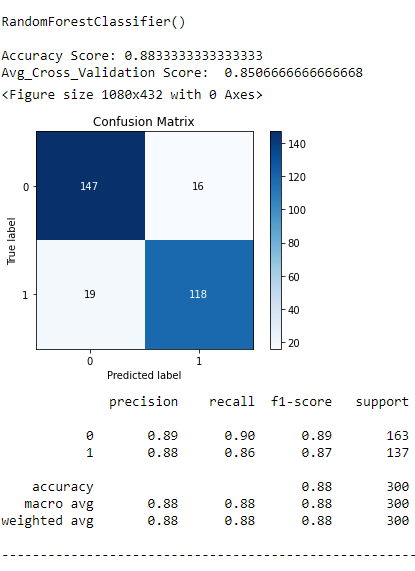 RandomForestClassifier()
Accuracy Score: 0.8833333333333333
Avg_Cross_Validation Score:  0.8506666666666668
<Figure size 1080x432 with 0 Axes>
Confusion Matrix
140
0 147 16
120
100
True label
80
60
1 19 118
40
20
0 1
Predicted label
precision recall f1-score support
0 0.89 0.90 0.89 163
1 0.88 0.86 0.87 137
accuracy 0.88 300
macro avg 0.88 0.88 0.88 300
weighted avg 0.88 0.88 0.88 300
-----------------------------------------------------